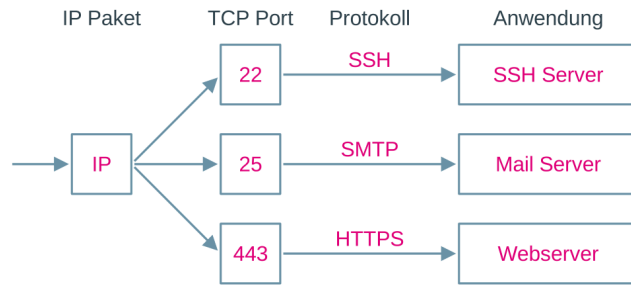 IP Paket TCP Port Protokoll Anwendung
22 SSH SSH Server
IP 25 SMTP Mail Server
443 HTTPS Webserver